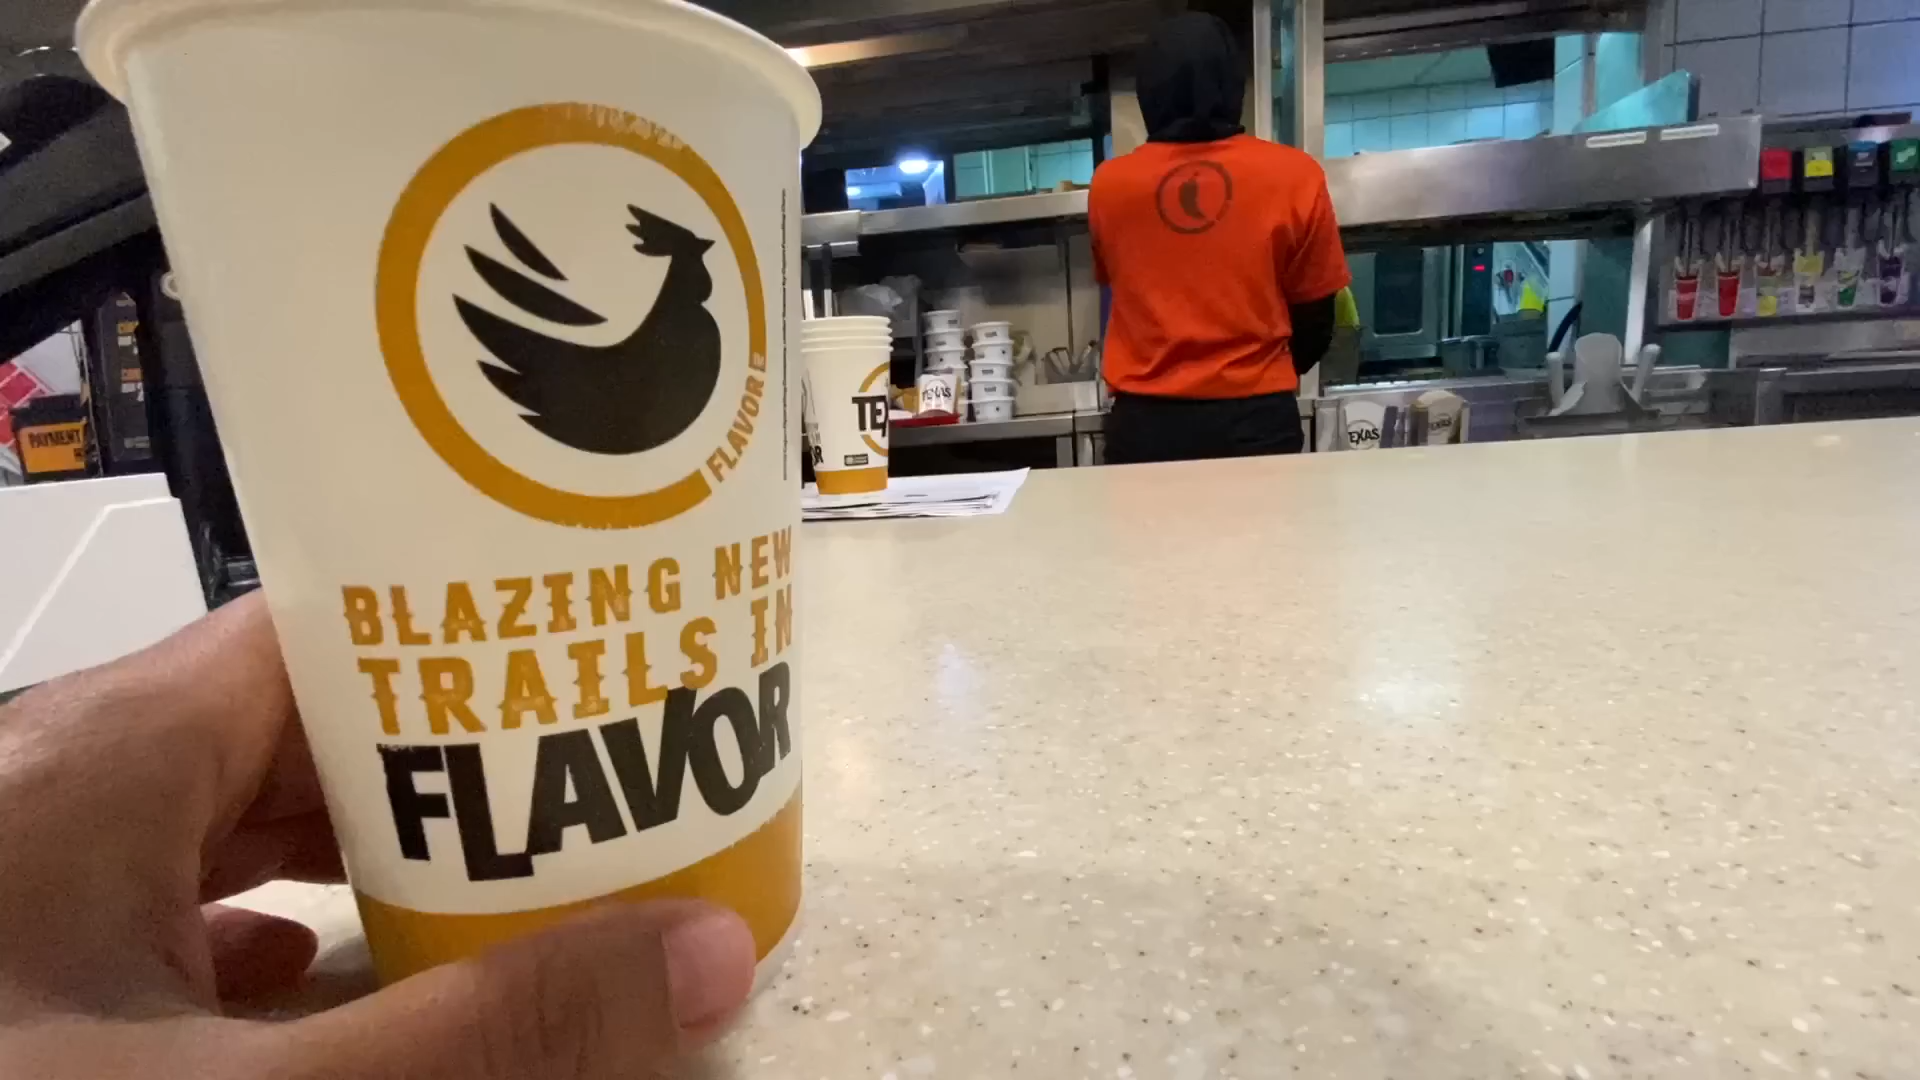 FLAVOR
BLAZING NEW
TRAILS IN
FLAVOR
PAYMENT
TEXAS
TEXAS
TEXAS